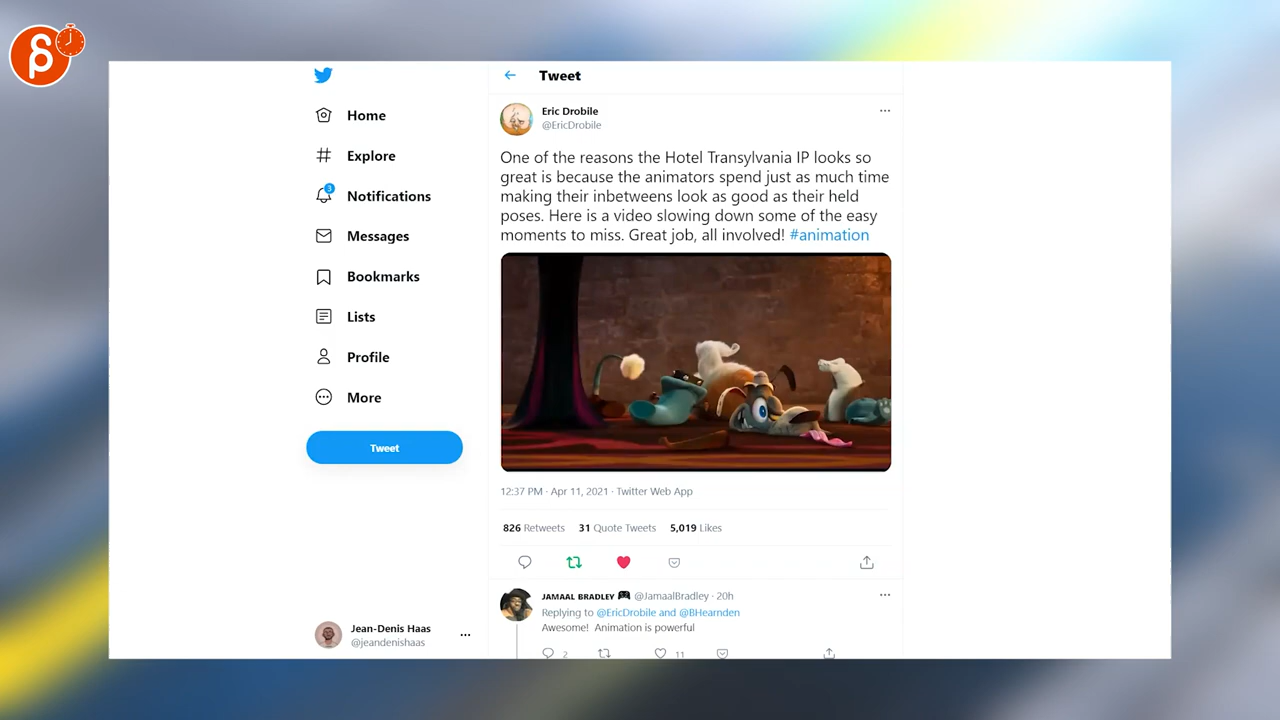 Tweet
Home
Explore
3
Notifications
Messages
Bookmarks
Lists
Profile
More
Tweet
Jean-Denis Haas
@jeandenishaas
Eric Drobile
@EricDrobile
One of the reasons the Hotel Transylvania IP looks so
great is because the animators spend just as much time
making their inbetweens look as good as their held
poses. Here is a video slowing down some of the easy
moments to miss. Great job, all involved! #animation
12:37 PM · Apr 11, 2021 · Twitter Web App
826 Retweets 31 Quote Tweets 5,019 Likes
JAMAAL BRADLEY 🎮 @JamaalBradley · 20h
Replying to @EricDrobile and @BHearnden
Awesome! Animation is powerful
2 11